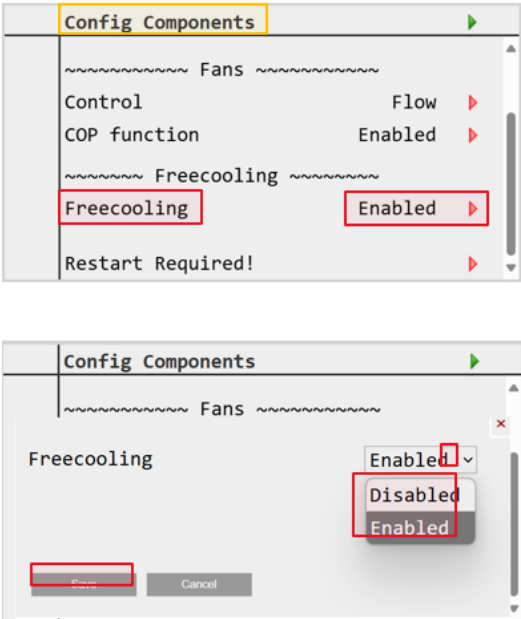 Config Components
~~~~~~~~~~~ Fans ~~~~~~~~~~~
Control Flow
COP function Enabled
~~~~~~~ Freecooling ~~~~~~~~
Freecooling Enabled
Restart Required!
Config Components
~~~~~~~~~~~ Fans ~~~~~~~~~~~
Freecooling Enabled
Disabled
Enabled
Save Cancel